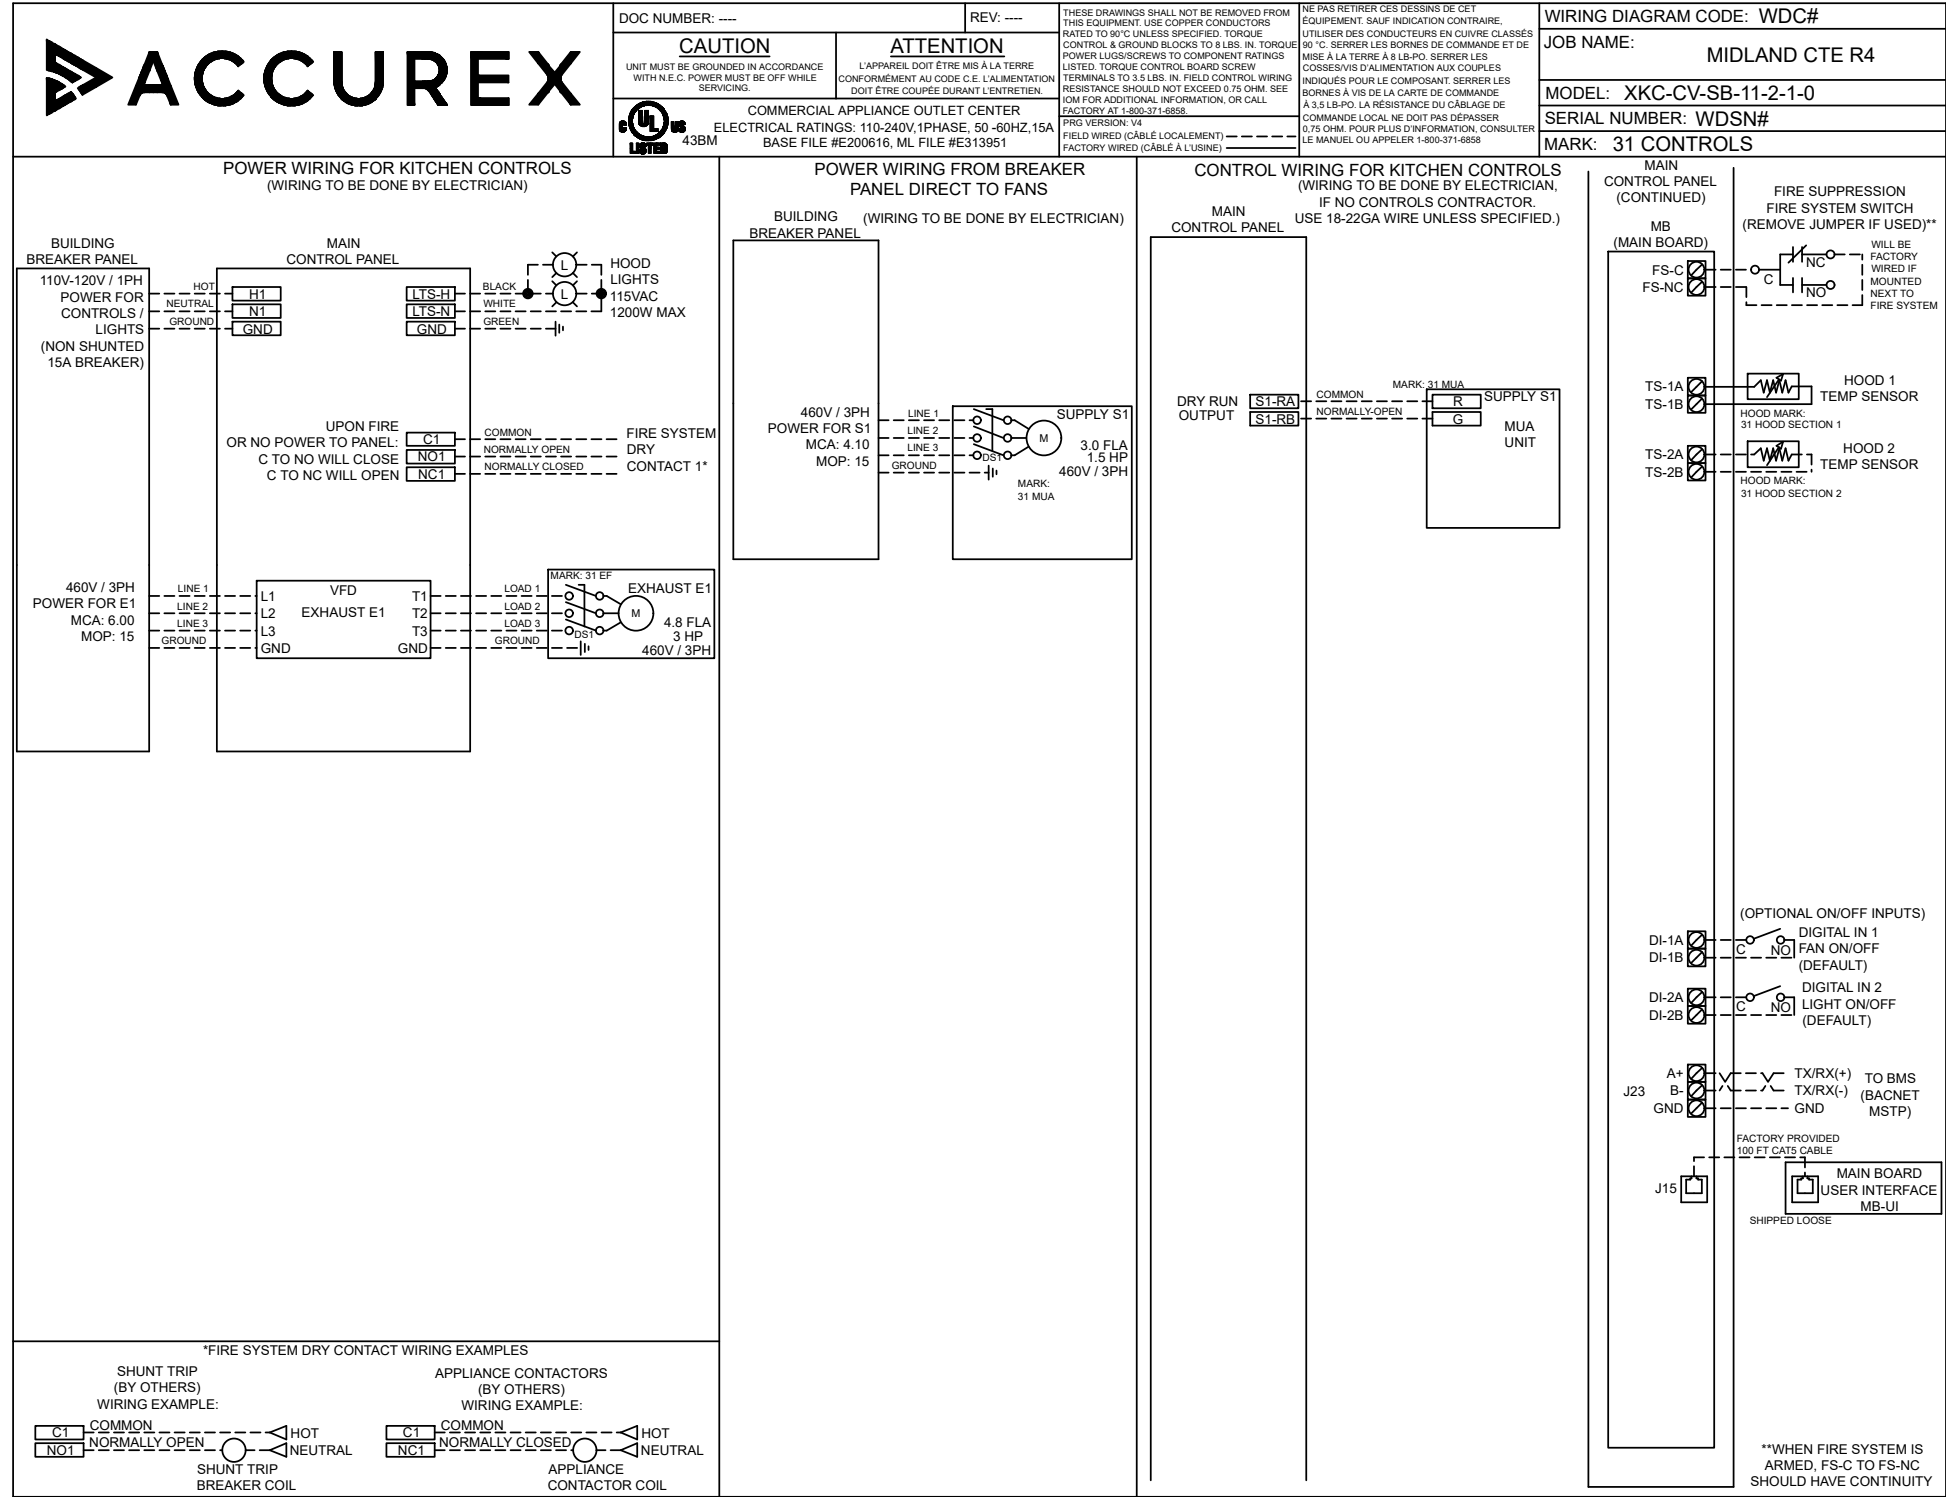 ACCUREX
DOC NUMBER: ----
REV: ----
CAUTION
UNIT MUST BE GROUNDED IN ACCORDANCE
WITH N.E.C. POWER MUST BE OFF WHILE
SERVICING.
ATTENTION
L'APPAREIL DOIT ÊTRE MIS À LA TERRE
CONFORMÉMENT AU CODE C.E. L'ALIMENTATION
DOIT ÊTRE COUPÉE DURANT L'ENTRETIEN.
C UL US
LISTED
43BM
COMMERCIAL APPLIANCE OUTLET CENTER
ELECTRICAL RATINGS: 110-240V,1PHASE, 50 -60HZ,15A
BASE FILE #E200616, ML FILE #E313951
THESE DRAWINGS SHALL NOT BE REMOVED FROM
THIS EQUIPMENT. USE COPPER CONDUCTORS
RATED TO 90°C UNLESS SPECIFIED. TORQUE
CONTROL & GROUND BLOCKS TO 8 LBS. IN. TORQUE
POWER LUGS/SCREWS TO COMPONENT RATINGS
LISTED. TORQUE CONTROL BOARD SCREW
TERMINALS TO 3.5 LBS. IN. FIELD CONTROL WIRING
RESISTANCE SHOULD NOT EXCEED 0.75 OHM. SEE
IOM FOR ADDITIONAL INFORMATION, OR CALL
FACTORY AT 1-800-371-6858.
PRG VERSION: V4
FIELD WIRED (CÂBLÉ LOCALEMENT)
FACTORY WIRED (CÂBLÉ À L'USINE)
NE PAS RETIRER CES DESSINS DE CET
ÉQUIPEMENT. SAUF INDICATION CONTRAIRE,
UTILISER DES CONDUCTEURS EN CUIVRE CLASSÉS
90 °C. SERRER LES BORNES DE COMMANDE ET DE
MISE À LA TERRE À 8 LB-PO. SERRER LES
COSSES/VIS D'ALIMENTATION AUX COUPLES
INDIQUÉS POUR LE COMPOSANT. SERRER LES
BORNES À VIS DE LA CARTE DE COMMANDE
À 3,5 LB-PO. LA RÉSISTANCE DU CÂBLAGE DE
COMMANDE LOCAL NE DOIT PAS DÉPASSER
0,75 OHM. POUR PLUS D'INFORMATION, CONSULTER
LE MANUEL OU APPELER 1-800-371-6858
WIRING DIAGRAM CODE: WDC#
JOB NAME:
MIDLAND CTE R4
MODEL: XKC-CV-SB-11-2-1-0
SERIAL NUMBER: WDSN#
MARK: 31 CONTROLS
POWER WIRING FOR KITCHEN CONTROLS
(WIRING TO BE DONE BY ELECTRICIAN)
BUILDING
BREAKER PANEL
MAIN
CONTROL PANEL
110V-120V / 1PH
POWER FOR
CONTROLS /
LIGHTS
(NON SHUNTED
15A BREAKER)
HOT
NEUTRAL
GROUND
H1
N1
GND
LTS-H
LTS-N
GND
BLACK
WHITE
GREEN
L
L
HOOD
LIGHTS
115VAC
1200W MAX
UPON FIRE
OR NO POWER TO PANEL:
C TO NO WILL CLOSE
C TO NC WILL OPEN
C1
NO1
NC1
COMMON
NORMALLY OPEN
NORMALLY CLOSED
FIRE SYSTEM
DRY
CONTACT 1*
460V / 3PH
POWER FOR E1
MCA: 6.00
MOP: 15
LINE 1
LINE 2
LINE 3
GROUND
L1
L2
L3
GND
VFD
EXHAUST E1
T1
T2
T3
GND
LOAD 1
LOAD 2
LOAD 3
GROUND
MARK: 31 EF
EXHAUST E1
DS1
M
4.8 FLA
3 HP
460V / 3PH
*FIRE SYSTEM DRY CONTACT WIRING EXAMPLES
SHUNT TRIP
(BY OTHERS)
WIRING EXAMPLE:
C1
COMMON
HOT
NO1
NORMALLY OPEN
NEUTRAL
SHUNT TRIP
BREAKER COIL
APPLIANCE CONTACTORS
(BY OTHERS)
WIRING EXAMPLE:
C1
COMMON
HOT
NC1
NORMALLY CLOSED
NEUTRAL
APPLIANCE
CONTACTOR COIL
POWER WIRING FROM BREAKER
PANEL DIRECT TO FANS
(WIRING TO BE DONE BY ELECTRICIAN)
BUILDING
BREAKER PANEL
460V / 3PH
POWER FOR S1
MCA: 4.10
MOP: 15
LINE 1
LINE 2
LINE 3
GROUND
SUPPLY S1
DS1
M
3.0 FLA
1.5 HP
460V / 3PH
MARK:
31 MUA
CONTROL WIRING FOR KITCHEN CONTROLS
(WIRING TO BE DONE BY ELECTRICIAN,
IF NO CONTROLS CONTRACTOR.
USE 18-22GA WIRE UNLESS SPECIFIED.)
MAIN
CONTROL PANEL
DRY RUN
OUTPUT
S1-RA
S1-RB
COMMON
NORMALLY-OPEN
MARK: 31 MUA
R
G
SUPPLY S1
MUA
UNIT
MAIN
CONTROL PANEL
(CONTINUED)
MB
(MAIN BOARD)
FIRE SUPPRESSION
FIRE SYSTEM SWITCH
(REMOVE JUMPER IF USED)**
FS-C
FS-NC
C
NC
NO
WILL BE
FACTORY
WIRED IF
MOUNTED
NEXT TO
FIRE SYSTEM
TS-1A
TS-1B
HOOD 1
TEMP SENSOR
HOOD MARK:
31 HOOD SECTION 1
TS-2A
TS-2B
HOOD 2
TEMP SENSOR
HOOD MARK:
31 HOOD SECTION 2
(OPTIONAL ON/OFF INPUTS)
DI-1A
DI-1B
C
NO
DIGITAL IN 1
FAN ON/OFF
(DEFAULT)
DI-2A
DI-2B
C
NO
DIGITAL IN 2
LIGHT ON/OFF
(DEFAULT)
J23
A+
B-
GND
TX/RX(+)
TX/RX(-)
GND
TO BMS
(BACNET
MSTP)
FACTORY PROVIDED
100 FT CAT5 CABLE
J15
MAIN BOARD
USER INTERFACE
MB-UI
SHIPPED LOOSE
**WHEN FIRE SYSTEM IS
ARMED, FS-C TO FS-NC
SHOULD HAVE CONTINUITY